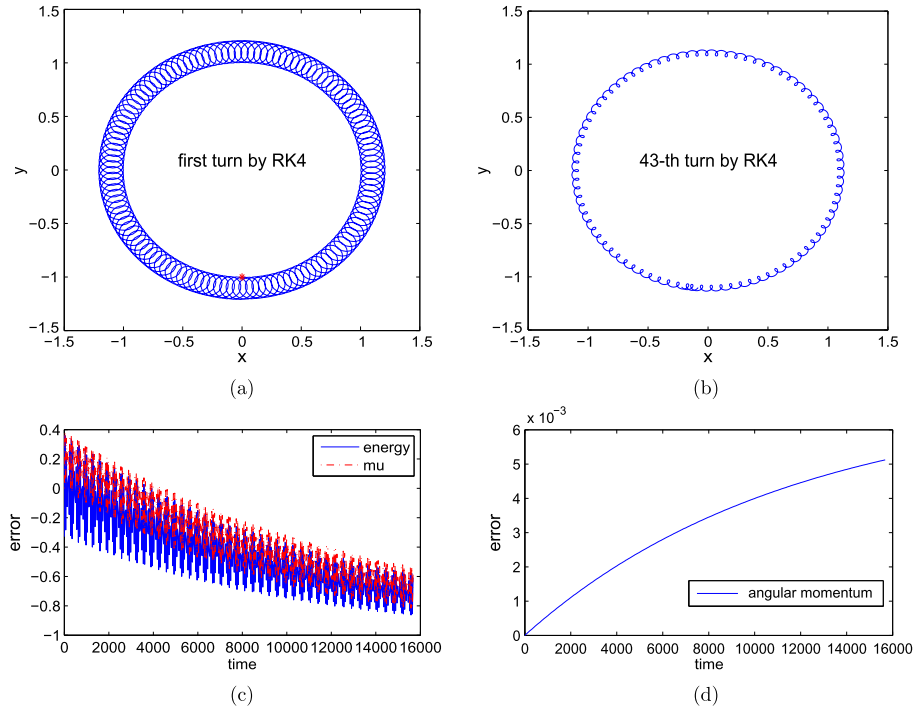 1.5
1
0.5
0
−0.5
−1
−1.5
y
first turn by RK4
−1.5 −1 −0.5 0 0.5 1 1.5
x
(a)
1.5
1
0.5
0
−0.5
−1
−1.5
y
43-th turn by RK4
−1.5 −1 −0.5 0 0.5 1 1.5
x
(b)
0.4
0.2
0
−0.2
−0.4
−0.6
−0.8
−1
error
energy
mu
0 2000 4000 6000 8000 10000 12000 14000 16000
time
(c)
x 10−3
6
5
4
3
2
1
0
error
angular momentum
0 2000 4000 6000 8000 10000 12000 14000 16000
time
(d)